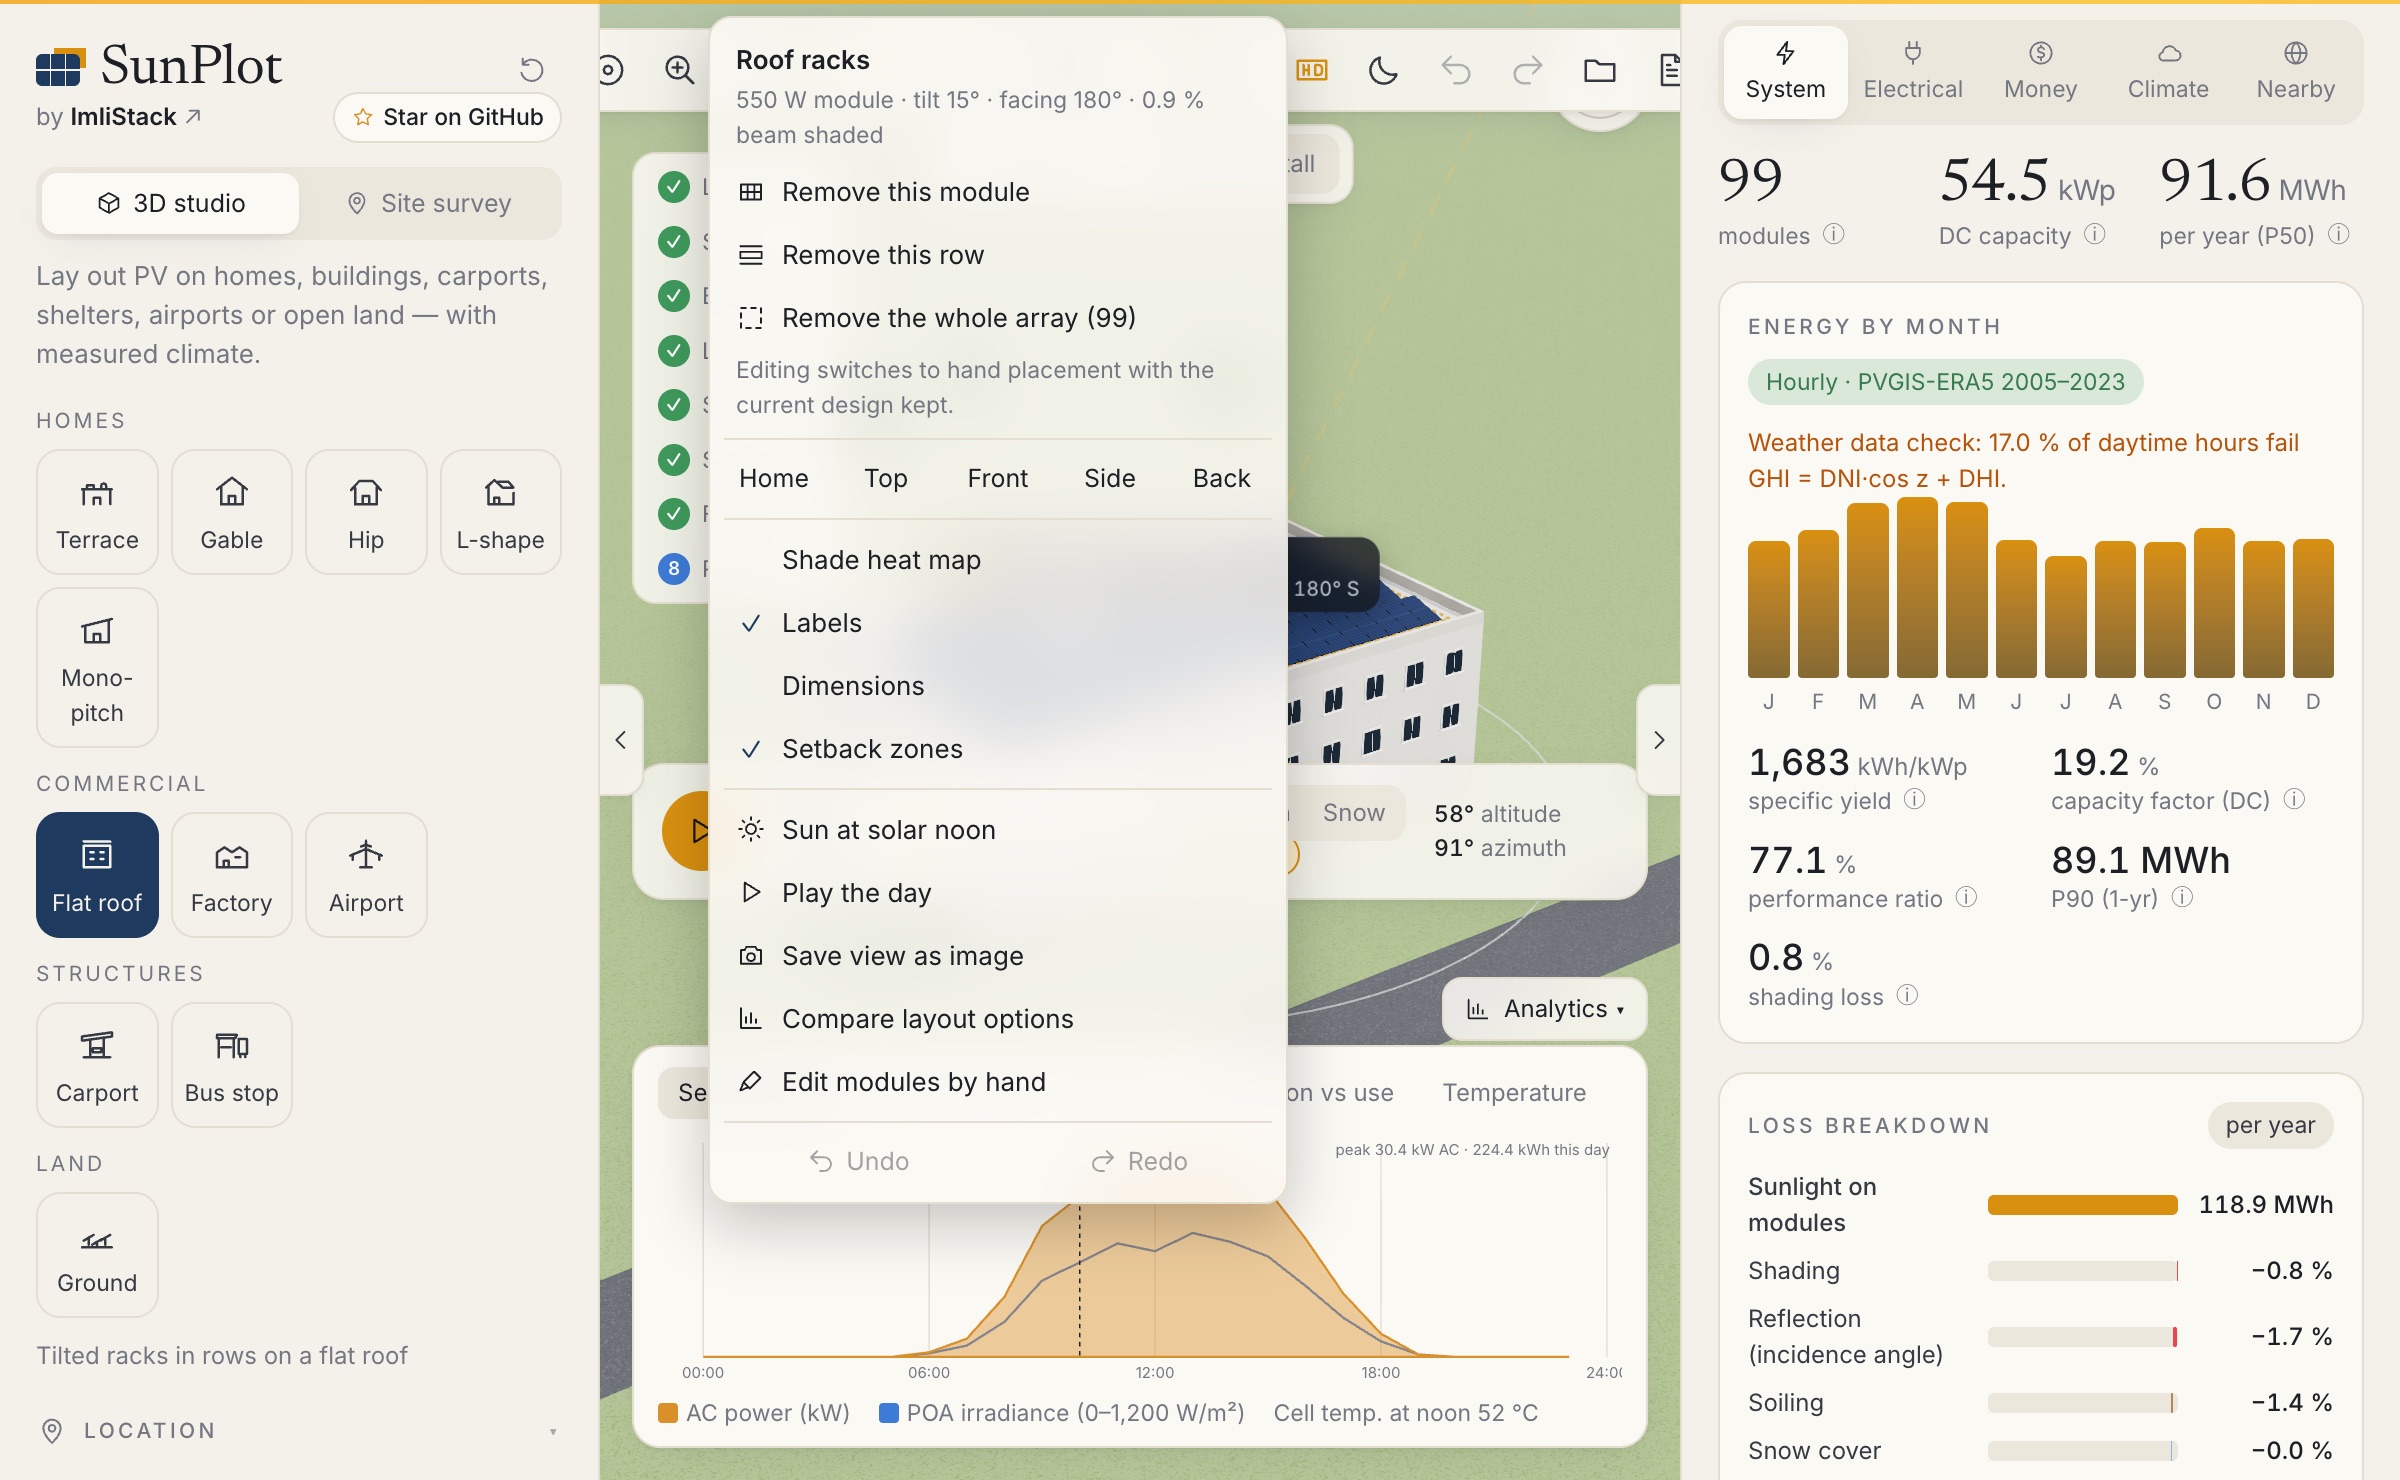 SunPlot
by ImliStack
Star on GitHub
3D studio
Site survey
Lay out PV on homes, buildings, carports,
shelters, airports or open land — with
measured climate.
HOMES
Terrace
Gable
Hip
L-shape
Mono-
pitch
COMMERCIAL
Flat roof
Factory
Airport
STRUCTURES
Carport
Bus stop
LAND
Ground
Tilted racks in rows on a flat roof
LOCATION
HD
8
Roof racks
550 W module · tilt 15° · facing 180° · 0.9 %
beam shaded
Remove this module
Remove this row
Remove the whole array (99)
Editing switches to hand placement with the
current design kept.
Home
Top
Front
Side
Back
Shade heat map
Labels
Dimensions
Setback zones
Sun at solar noon
Play the day
Save view as image
Compare layout options
Edit modules by hand
Undo
Redo
180° S
Snow
58° altitude
91° azimuth
Analytics
vs use
Temperature
peak 30.4 kW AC · 224.4 kWh this day
00:00
06:00
12:00
18:00
AC power (kW)
POA irradiance (0–1,200 W/m²)
Cell temp. at noon 52 °C
System
Electrical
Money
Climate
Nearby
99
modules
54.5 kWp
DC capacity
91.6 MWh
per year (P50)
ENERGY BY MONTH
Hourly · PVGIS-ERA5 2005–2023
Weather data check: 17.0 % of daytime hours fail
GHI = DNI·cos z + DHI.
J F M A M J J A S O N D
1,683 kWh/kWp
specific yield
19.2 %
capacity factor (DC)
77.1 %
performance ratio
89.1 MWh
P90 (1-yr)
0.8 %
shading loss
LOSS BREAKDOWN
per year
Sunlight on
modules
118.9 MWh
Shading
−0.8 %
Reflection
(incidence angle)
−1.7 %
Soiling
−1.4 %
Snow cover
−0.0 %